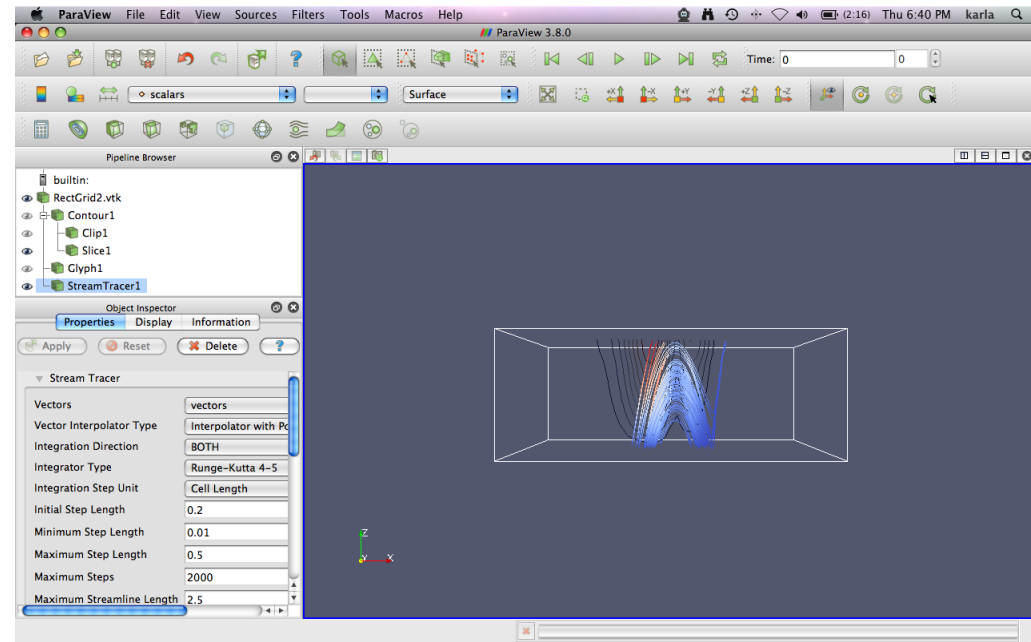 ParaView File Edit View Sources Filters Tools Macros Help (2:16) Thu 6:40 PM karla
ParaView 3.8.0
Time: 0 0
scalars Surface +X -X +Y -Y +Z -Z
Pipeline Browser
builtin:
RectGrid2.vtk
Contour1
Clip1
Slice1
Glyph1
StreamTracer1
Object Inspector
Properties Display Information
Apply Reset Delete ?
Stream Tracer
Vectors vectors
Vector Interpolator Type Interpolator with Po
Integration Direction BOTH
Integrator Type Runge-Kutta 4-5
Integration Step Unit Cell Length
Initial Step Length 0.2
Minimum Step Length 0.01
Maximum Step Length 0.5
Maximum Steps 2000
Maximum Streamline Length 2.5
Z
Y X